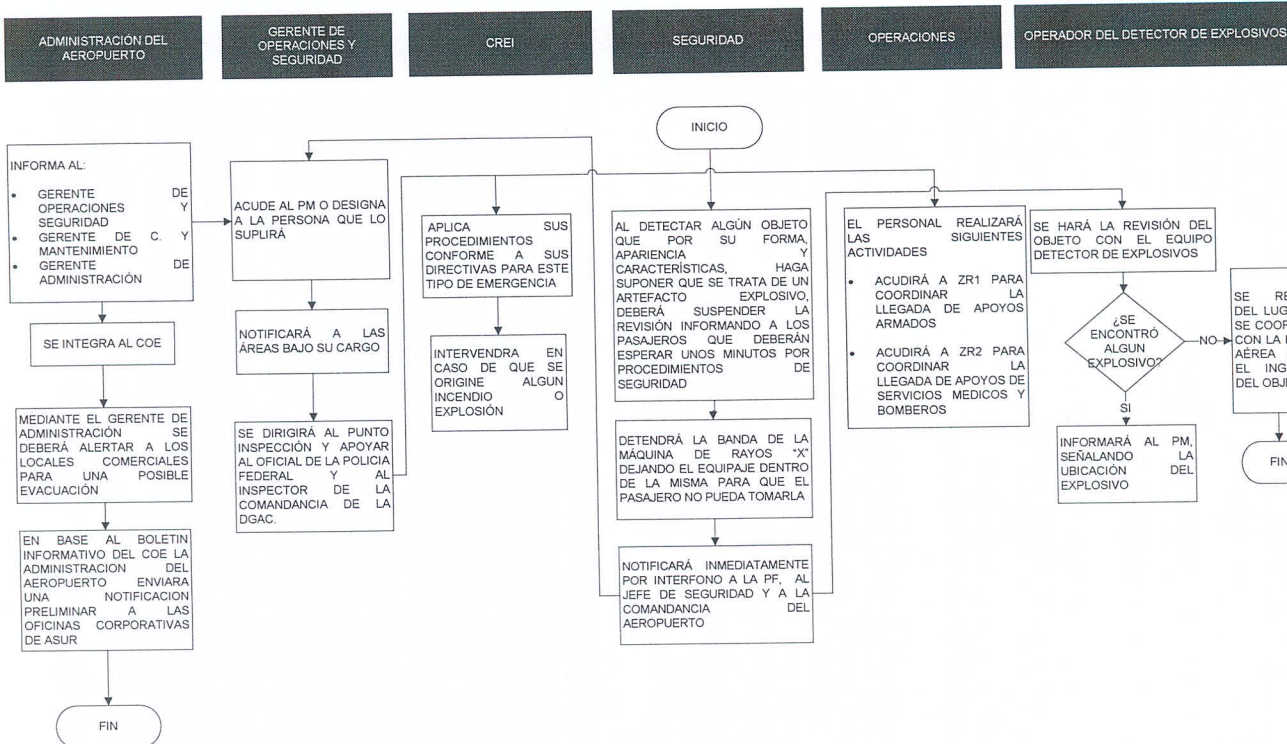 ADMINISTRACIÓN DEL
AEROPUERTO
GERENTE DE
OPERACIONES Y
SEGURIDAD
CREI
SEGURIDAD
OPERACIONES
OPERADOR DEL DETECTOR DE EXPLOSIVOS
INFORMA AL:
• GERENTE DE
OPERACIONES Y
SEGURIDAD
• GERENTE DE C. Y
MANTENIMIENTO
• GERENTE DE
ADMINISTRACIÓN
SE INTEGRA AL COE
MEDIANTE EL GERENTE DE
ADMINISTRACIÓN SE
DEBERÁ ALERTAR A LOS
LOCALES COMERCIALES
PARA UNA POSIBLE
EVACUACIÓN
EN BASE AL BOLETIN
INFORMATIVO DEL COE LA
ADMINISTRACION DEL
AEROPUERTO ENVIARA
UNA NOTIFICACION
PRELIMINAR A LAS
OFICINAS CORPORATIVAS
DE ASUR
FIN
ACUDE AL PM O DESIGNA
A LA PERSONA QUE LO
SUPLIRÁ
NOTIFICARÁ A LAS
ÁREAS BAJO SU CARGO
SE DIRIGIRÁ AL PUNTO
INSPECCIÓN Y APOYAR
AL OFICIAL DE LA POLICIA
FEDERAL Y AL
INSPECTOR DE LA
COMANDANCIA DE LA
DGAC.
APLICA SUS
PROCEDIMIENTOS
CONFORME A SUS
DIRECTIVAS PARA ESTE
TIPO DE EMERGENCIA
INTERVENDRA EN
CASO DE QUE SE
ORIGINE ALGUN
INCENDIO O
EXPLOSIÓN
INICIO
AL DETECTAR ALGÚN OBJETO
QUE POR SU FORMA,
APARIENCIA Y
CARACTERÍSTICAS, HAGA
SUPONER QUE SE TRATA DE UN
ARTEFACTO EXPLOSIVO,
DEBERÁ SUSPENDER LA
REVISIÓN INFORMANDO A LOS
PASAJEROS QUE DEBERÁN
ESPERAR UNOS MINUTOS POR
PROCEDIMIENTOS DE
SEGURIDAD
DETENDRÁ LA BANDA DE LA
MÁQUINA DE RAYOS "X"
DEJANDO EL EQUIPAJE DENTRO
DE LA MISMA PARA QUE EL
PASAJERO NO PUEDA TOMARLA
NOTIFICARÁ INMEDIATAMENTE
POR INTERFONO A LA PF, AL
JEFE DE SEGURIDAD Y A LA
COMANDANCIA DEL
AEROPUERTO
EL PERSONAL REALIZARÁ
LAS SIGUIENTES
ACTIVIDADES
• ACUDIRÁ A ZR1 PARA
COORDINAR LA
LLEGADA DE APOYOS
ARMADOS
• ACUDIRÁ A ZR2 PARA
COORDINAR LA
LLEGADA DE APOYOS DE
SERVICIOS MEDICOS Y
BOMBEROS
SE HARÁ LA REVISIÓN DEL
OBJETO CON EL EQUIPO
DETECTOR DE EXPLOSIVOS
¿SE
ENCONTRÓ
ALGUN
EXPLOSIVO?
NO
SI
INFORMARÁ AL PM,
SEÑALANDO LA
UBICACIÓN DEL
EXPLOSIVO
SE
DEL
SE
CON LA
AÉREA
EL
DEL
FIN